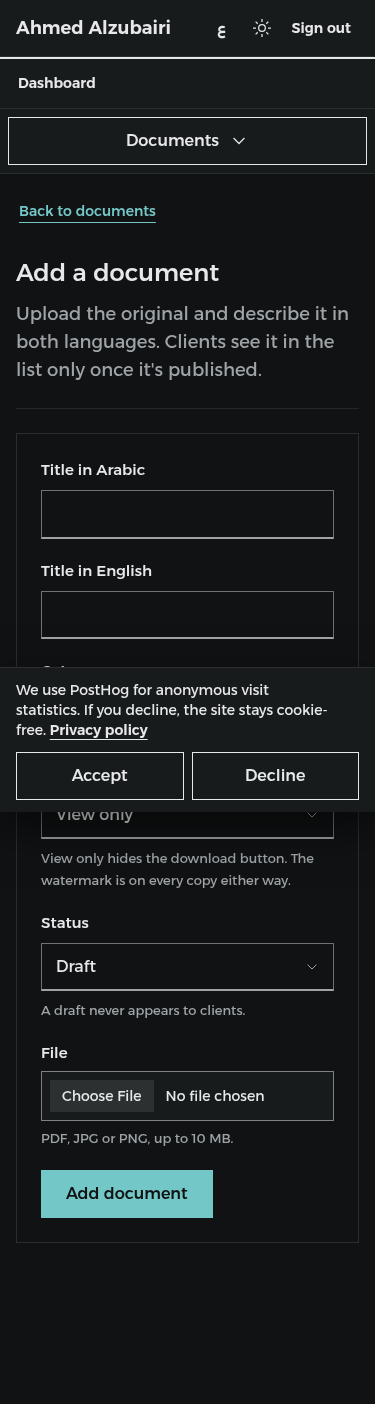 Ahmed Alzubairi
ع
Sign out
Dashboard
Documents
Back to documents
Add a document
Upload the original and describe it in
both languages. Clients see it in the
list only once it's published.
Title in Arabic
Title in English
We use PostHog for anonymous visit
statistics. If you decline, the site stays cookie-
free. Privacy policy
Accept
Decline
View only
View only hides the download button. The
watermark is on every copy either way.
Status
Draft
A draft never appears to clients.
File
Choose File
No file chosen
PDF, JPG or PNG, up to 10 MB.
Add document